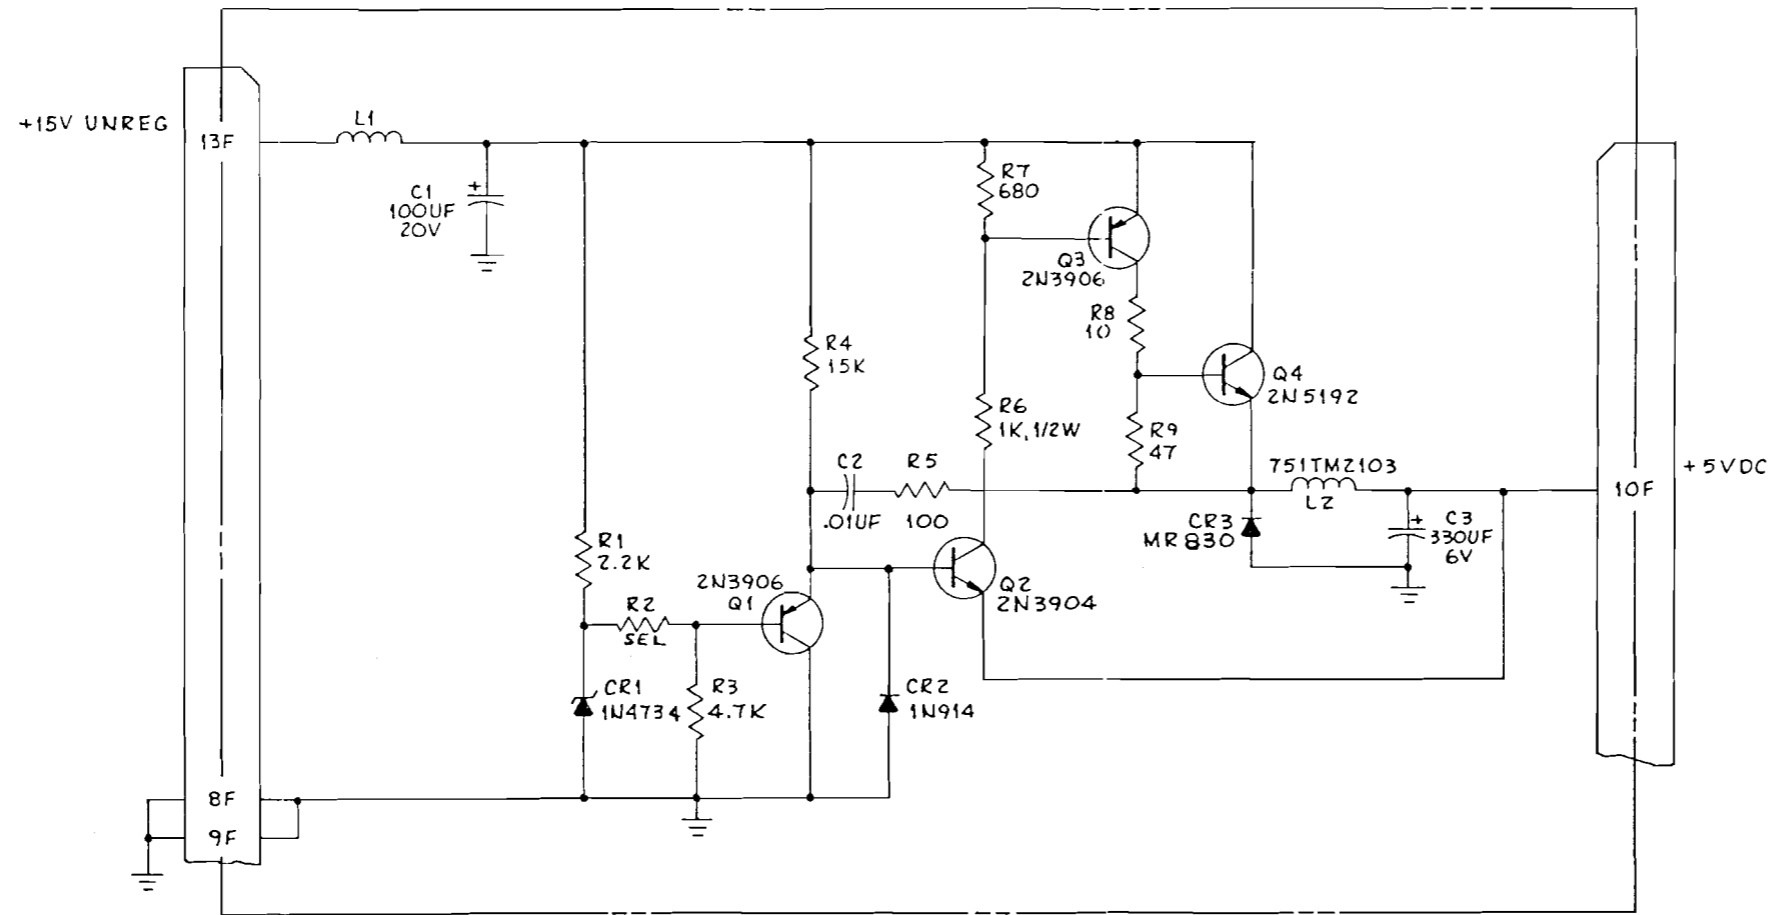 +15V UNREG
13F
L1
C1
100UF
20V
+
R7
680
Q3
2N3906
R8
10
R4
15K
Q4
2N5192
R6
1K, 1/2W
R9
47
C2
.01UF
R5
100
751TM2103
L2
+5VDC
10F
CR3
MR830
+
C3
330UF
6V
R1
2.2K
2N3906
Q1
Q2
2N3904
R2
SEL
CR1
1N4734
R3
4.7K
CR2
1N914
8F
9F